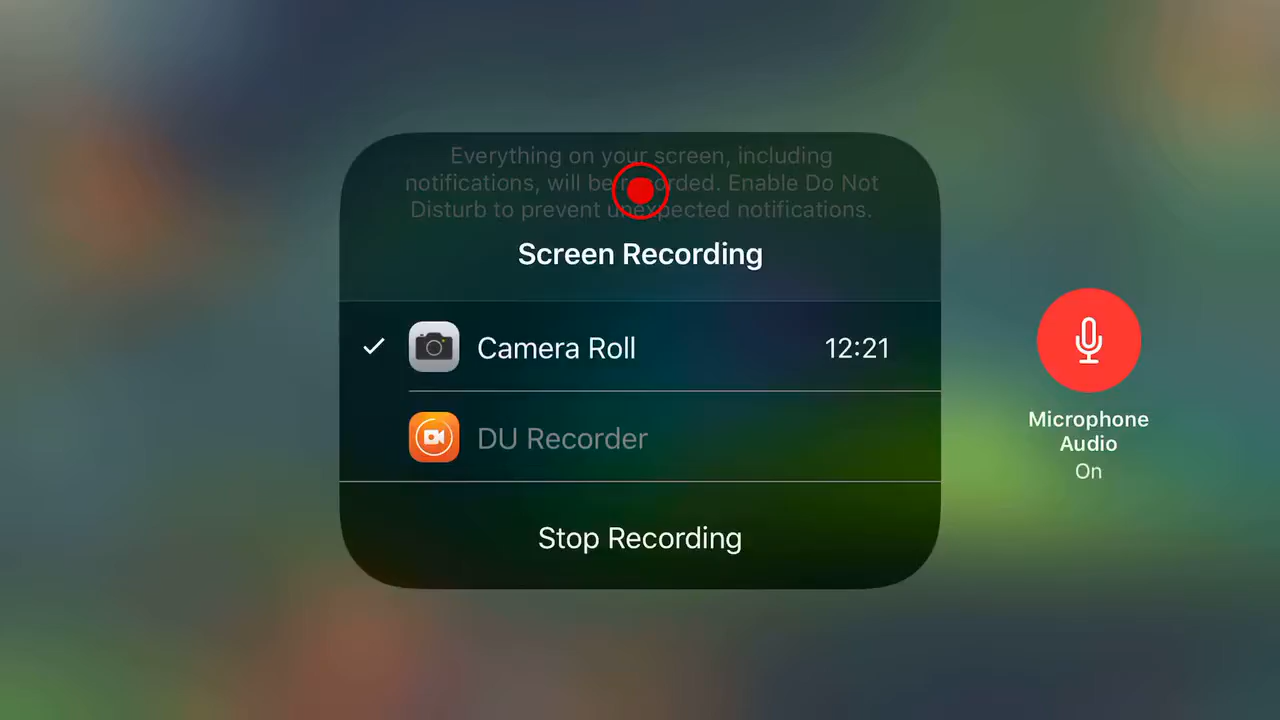 Everything on your screen, including
notifications, will be recorded. Enable Do Not
Disturb to prevent unexpected notifications.
Screen Recording
Camera Roll 12:21
DU Recorder
Stop Recording
Microphone
Audio
On